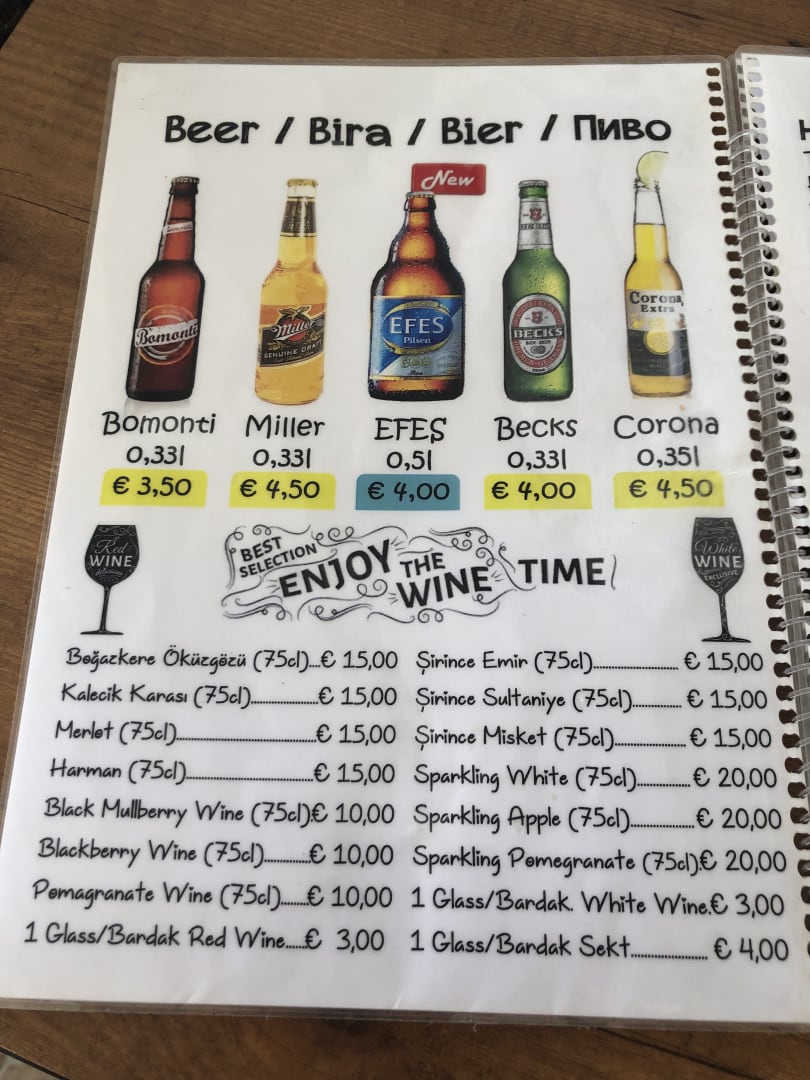 Beer / Bira / Bier / Пиво
New
Bomonti
Miller
GENUINE DRAFT
EFES
Pilsen
BECK'S
Corona
Extra
Bomonti Miller EFES Becks Corona
0,33l 0,33l 0,5l 0,33l 0,35l
€ 3,50 € 4,50 € 4,00 € 4,00 € 4,50
Red
WINE
BEST
SELECTION
ENJOY THE
WINE TIME
White
WINE
EXCLUSIVE
Boğazkere Öküzgözü (75cl)...€ 15,00
Kalecik Karası (75cl)................€ 15,00
Merlot (75cl)................................€ 15,00
Harman (75cl).............................€ 15,00
Black Mullberry Wine (75cl)€ 10,00
Blackberry Wine (75cl)...........€ 10,00
Pomagranate Wine (75cl).......€ 10,00
1 Glass/Bardak Red Wine.....€ 3,00
Şirince Emir (75cl)...................... € 15,00
Şirince Sultaniye (75cl)............. € 15,00
Şirince Misket (75cl)................... € 15,00
Sparkling White (75cl).............. € 20,00
Sparkling Apple (75cl)................€ 20,00
Sparkling Pomegranate (75cl)€ 20,00
1 Glass/Bardak. White Wine.€ 3,00
1 Glass/Bardak Sekt.................... € 4,00